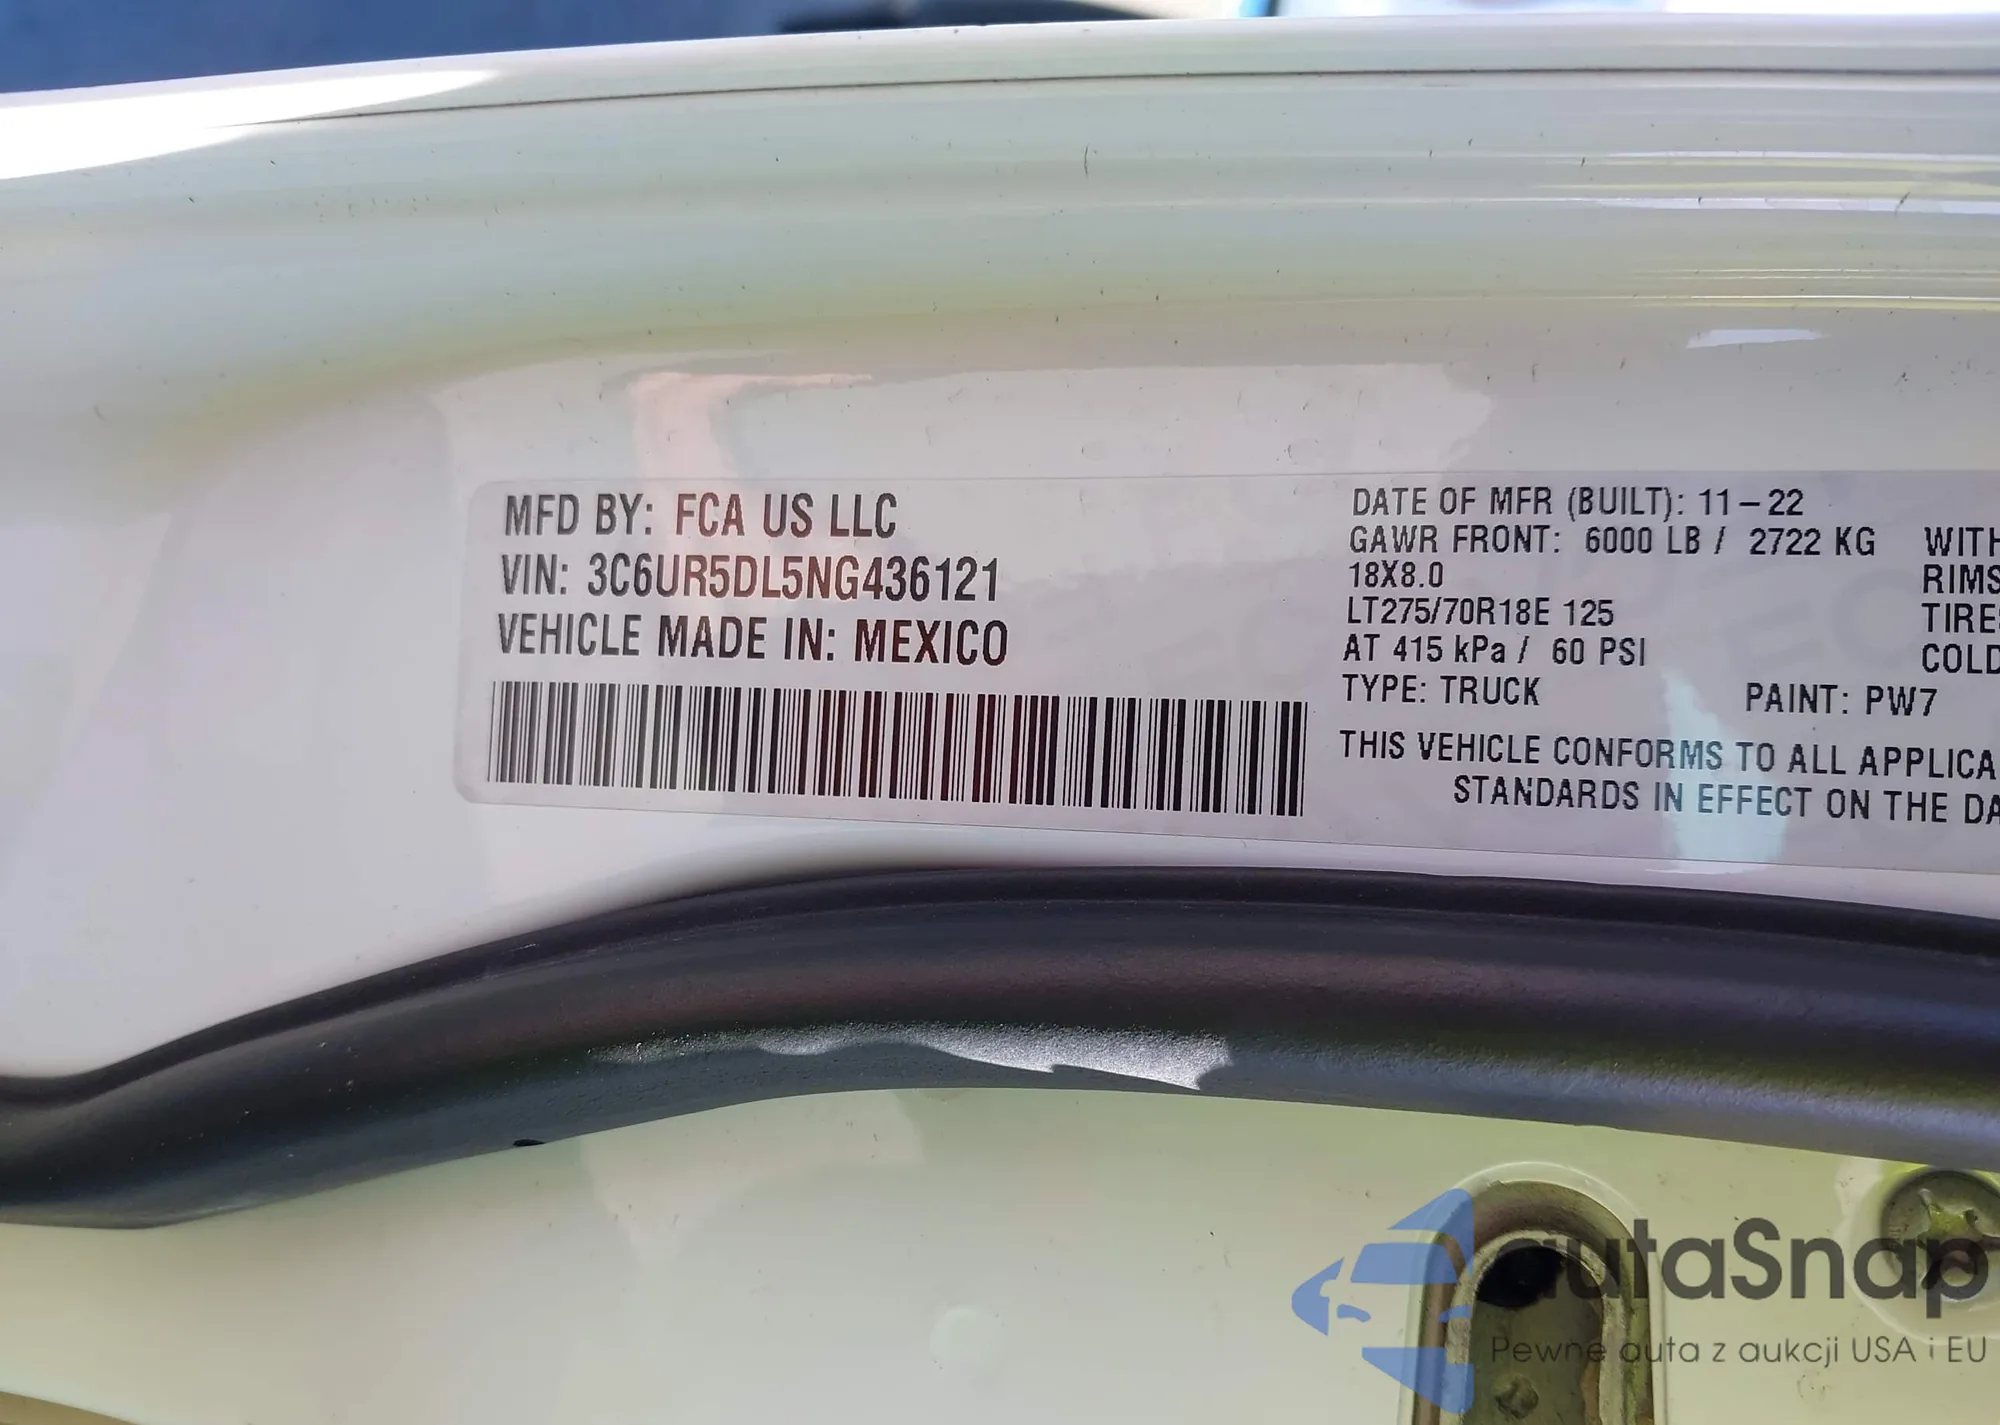 MFD BY: FCA US LLC
VIN: 3C6UR5DL5NG436121
VEHICLE MADE IN: MEXICO
DATE OF MFR (BUILT): 11-22
GAWR FRONT: 6000 LB / 2722 KG WITH
18X8.0 RIMS
LT275/70R18E 125 TIRES
AT 415 kPa / 60 PSI COLD
TYPE: TRUCK PAINT: PW7
THIS VEHICLE CONFORMS TO ALL APPLICA
STANDARDS IN EFFECT ON THE DA
autaSnap
Pewne auta z aukcji USA i EU